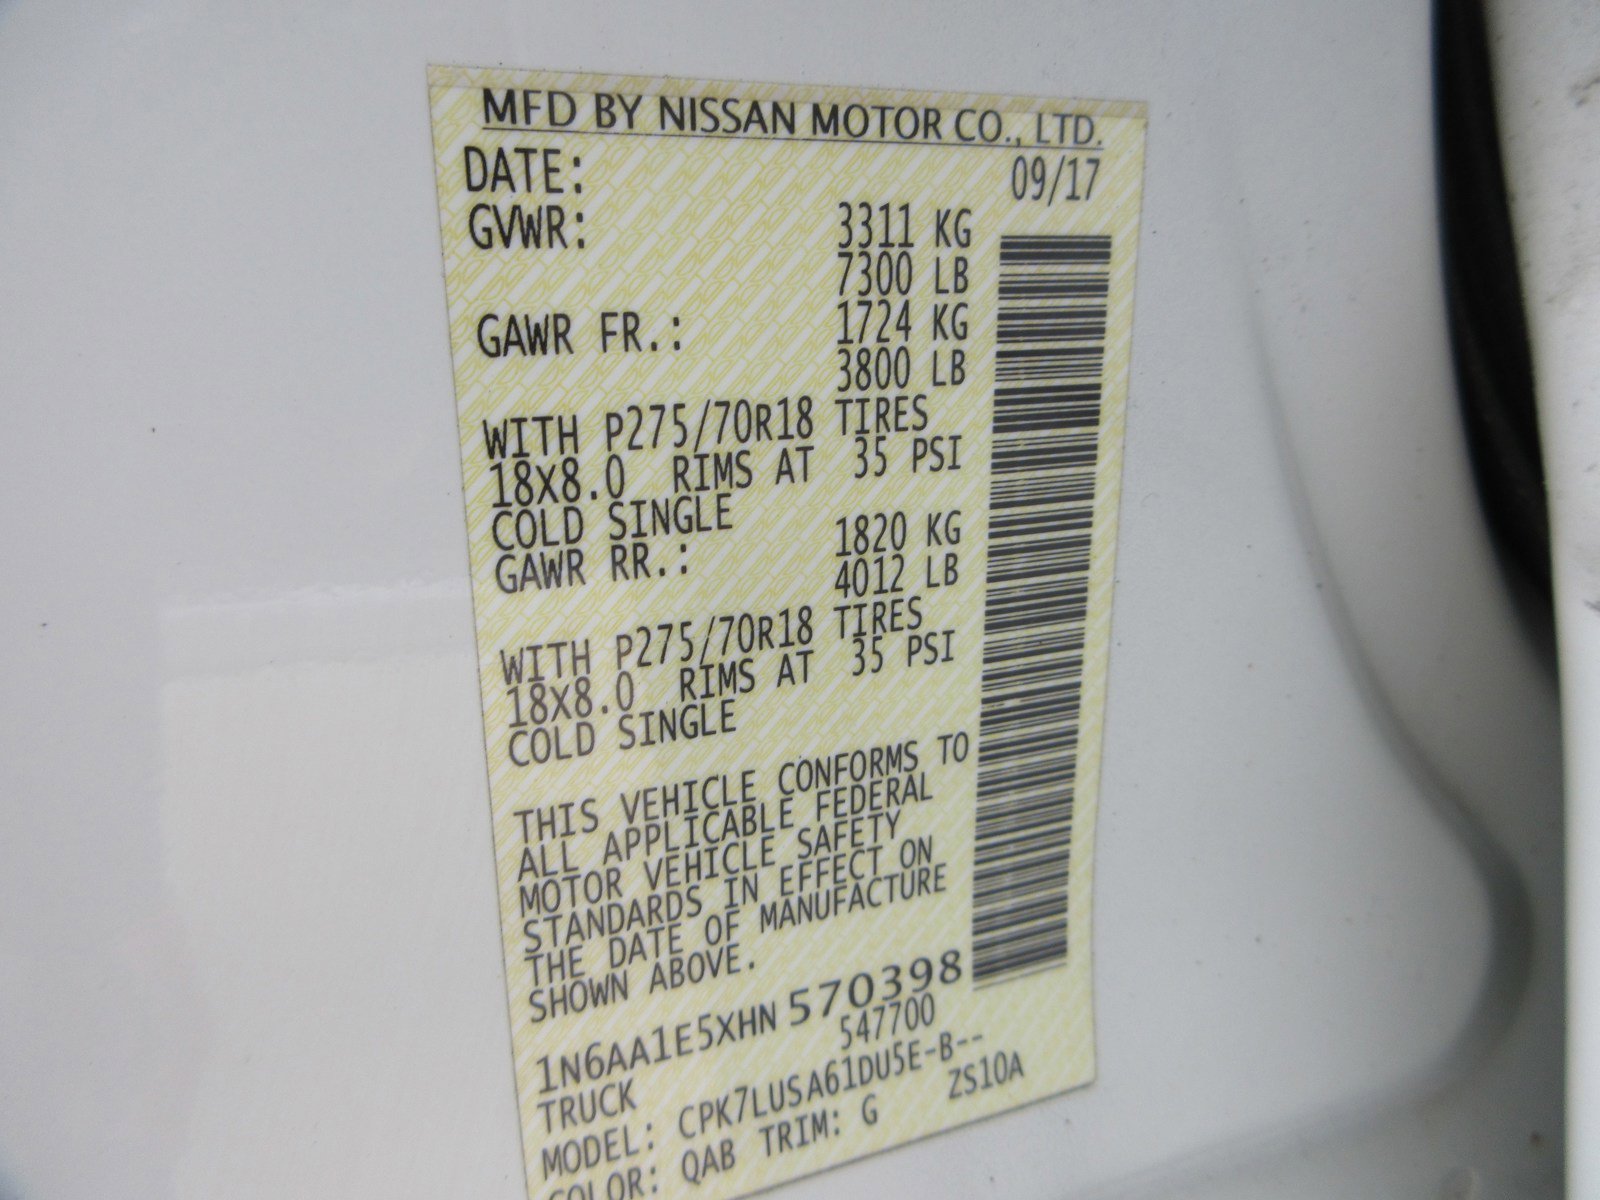 MFD BY NISSAN MOTOR CO., LTD.
DATE: 09/17
GVWR: 3311 KG
7300 LB
GAWR FR.: 1724 KG
3800 LB
WITH P275/70R18 TIRES
18X8.0 RIMS AT 35 PSI
COLD SINGLE
GAWR RR.: 1820 KG
4012 LB
WITH P275/70R18 TIRES
18X8.0 RIMS AT 35 PSI
COLD SINGLE
THIS VEHICLE CONFORMS TO
ALL APPLICABLE FEDERAL
MOTOR VEHICLE SAFETY
STANDARDS IN EFFECT ON
THE DATE OF MANUFACTURE
SHOWN ABOVE.
1N6AA1E5XHN 570398
TRUCK 547700
MODEL: CPK7LUSA61DU5E-B--
COLOR: QAB TRIM: G ZS10A